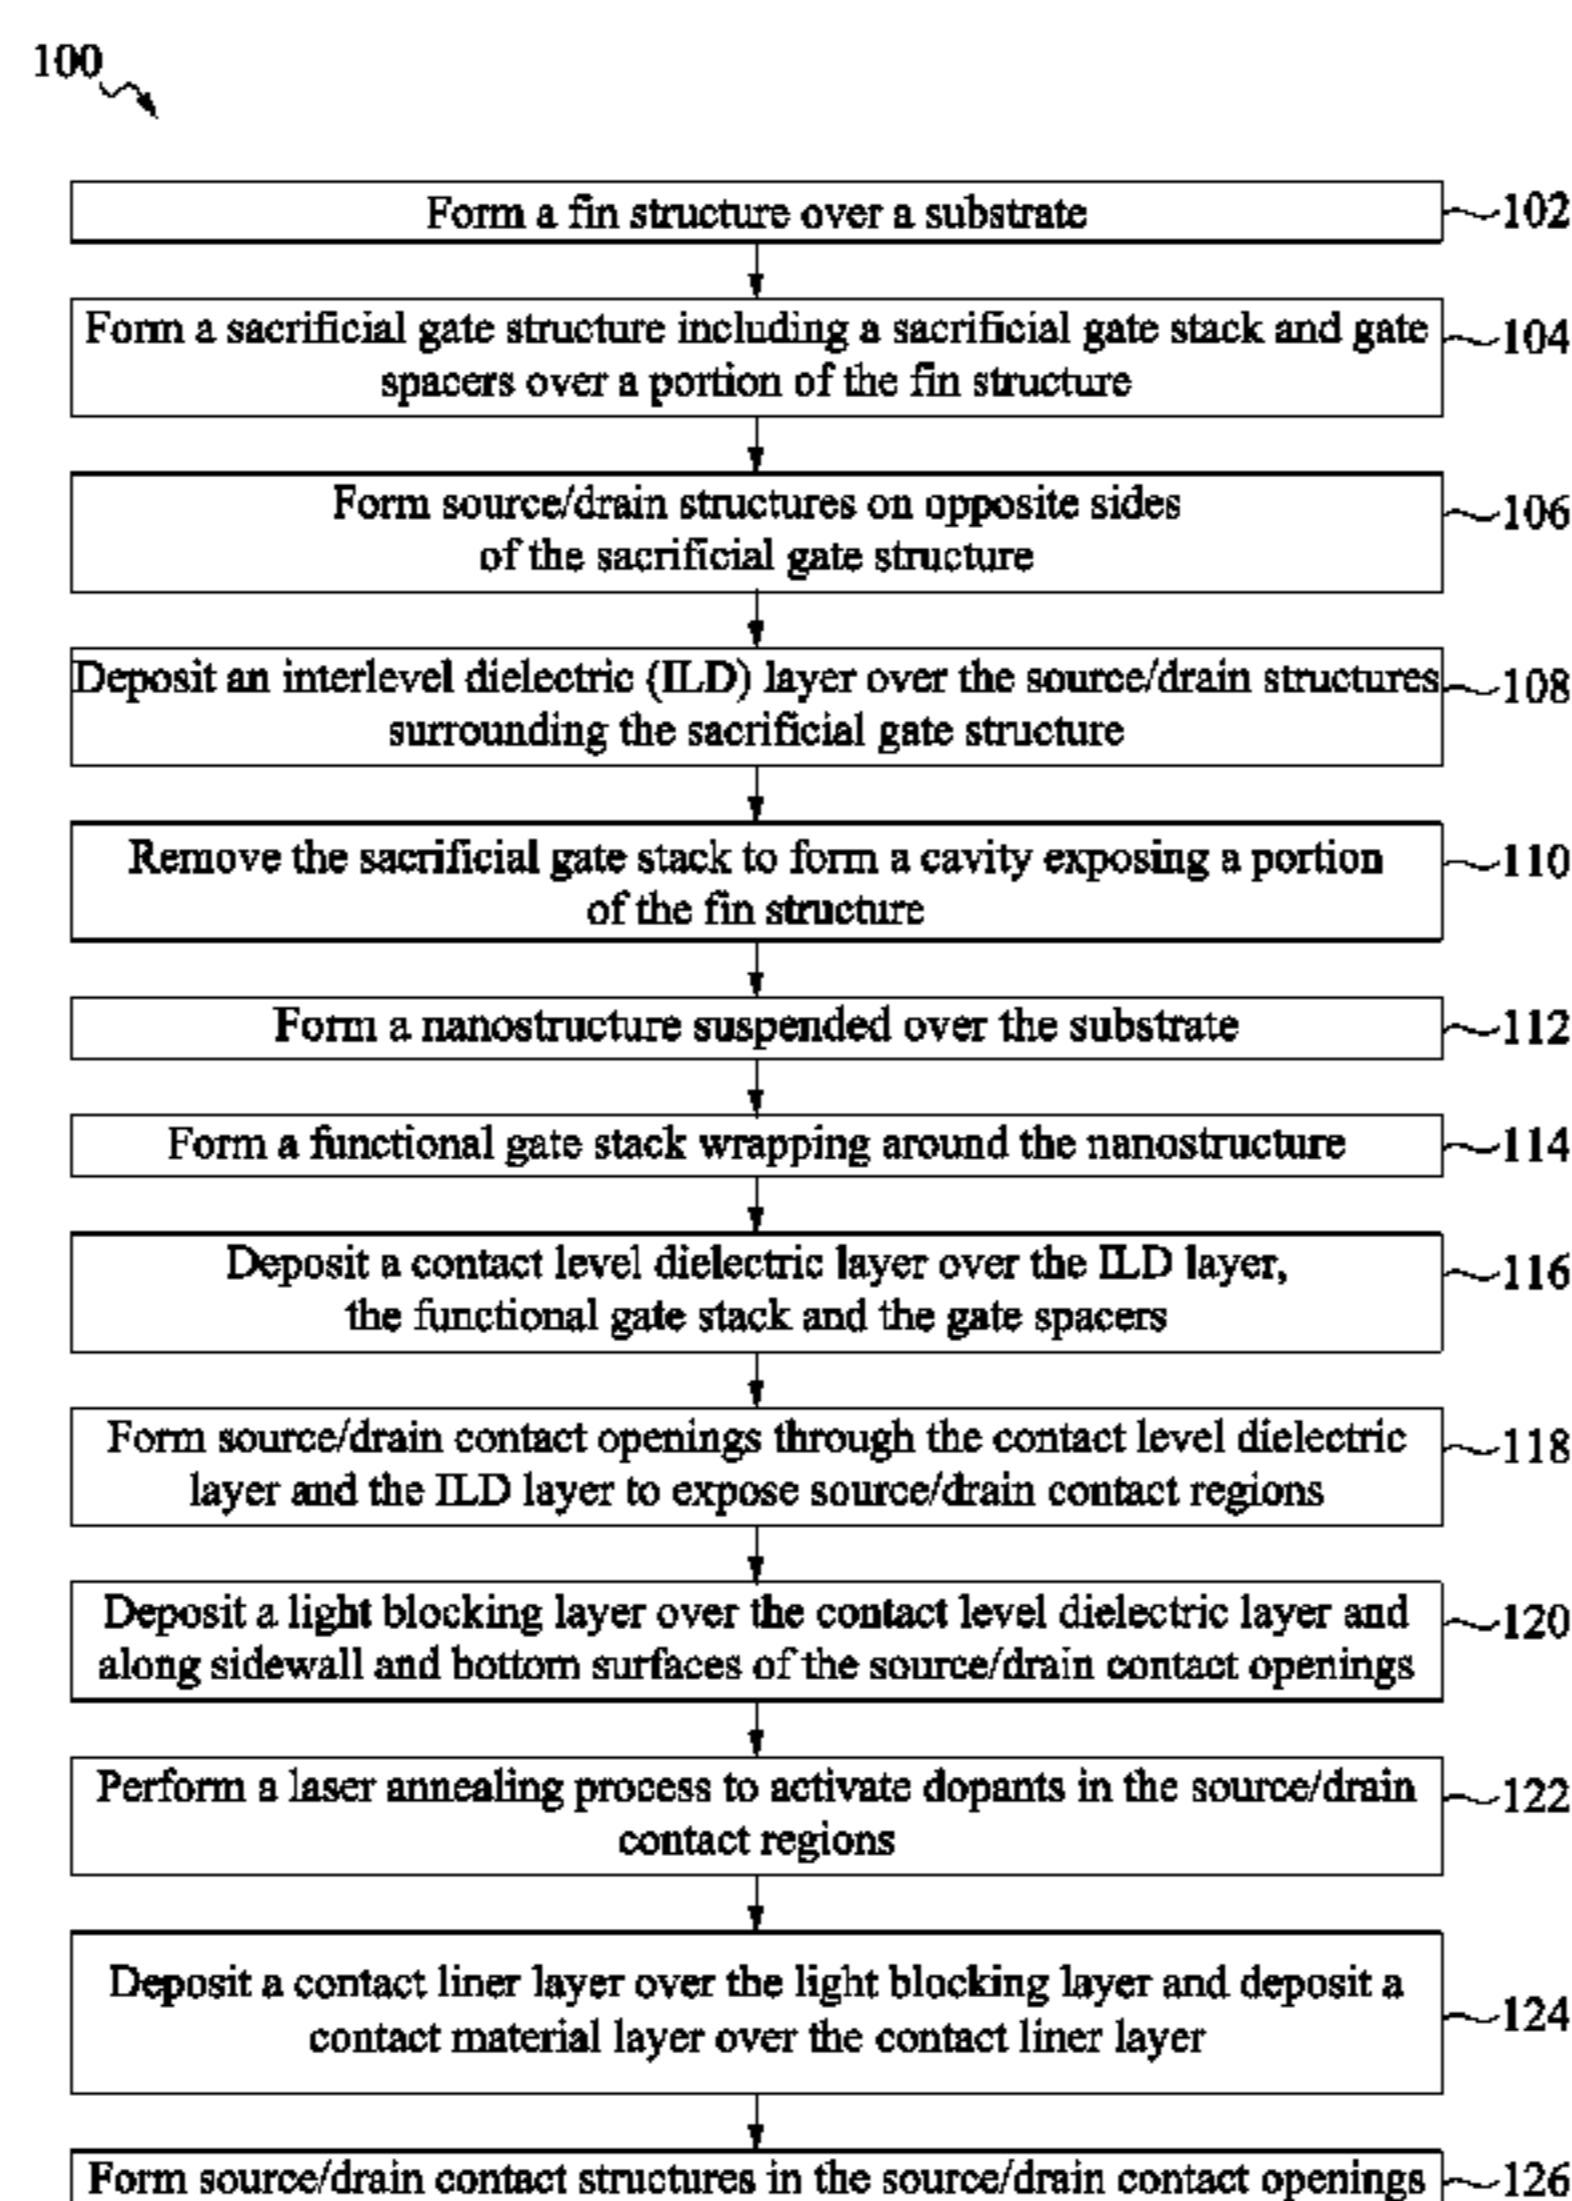 100
Form a fin structure over a substrate
102
Form a sacrificial gate structure including a sacrificial gate stack and gate
spacers over a portion of the fin structure
104
Form source/drain structures on opposite sides
of the sacrificial gate structure
106
Deposit an interlevel dielectric (ILD) layer over the source/drain structures
surrounding the sacrificial gate structure
108
Remove the sacrificial gate stack to form a cavity exposing a portion
of the fin structure
110
Form a nanostructure suspended over the substrate
112
Form a functional gate stack wrapping around the nanostructure
114
Deposit a contact level dielectric layer over the ILD layer,
the functional gate stack and the gate spacers
116
Form source/drain contact openings through the contact level dielectric
layer and the ILD layer to expose source/drain contact regions
118
Deposit a light blocking layer over the contact level dielectric layer and
along sidewall and bottom surfaces of the source/drain contact openings
120
Perform a laser annealing process to activate dopants in the source/drain
contact regions
122
Deposit a contact liner layer over the light blocking layer and deposit a
contact material layer over the contact liner layer
124
Form source/drain contact structures in the source/drain contact openings
126